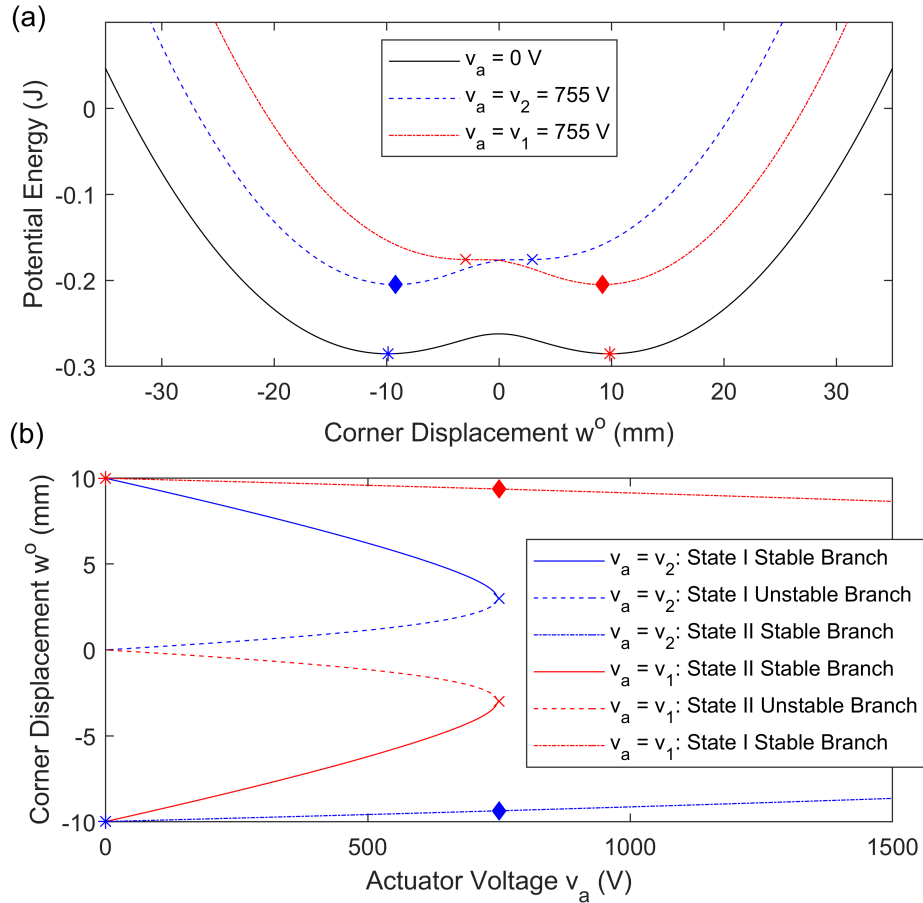 (a)
0
-0.1
-0.2
-0.3
Potential Energy (J)
v_a = 0 V
v_a = v_2 = 755 V
v_a = v_1 = 755 V
-30 -20 -10 0 10 20 30
Corner Displacement w^o (mm)
(b)
10
5
0
-5
-10
Corner Displacement w^o (mm)
v_a = v_2: State I Stable Branch
v_a = v_2: State I Unstable Branch
v_a = v_2: State II Stable Branch
v_a = v_1: State II Stable Branch
v_a = v_1: State II Unstable Branch
v_a = v_1: State I Stable Branch
0 500 1000 1500
Actuator Voltage v_a (V)